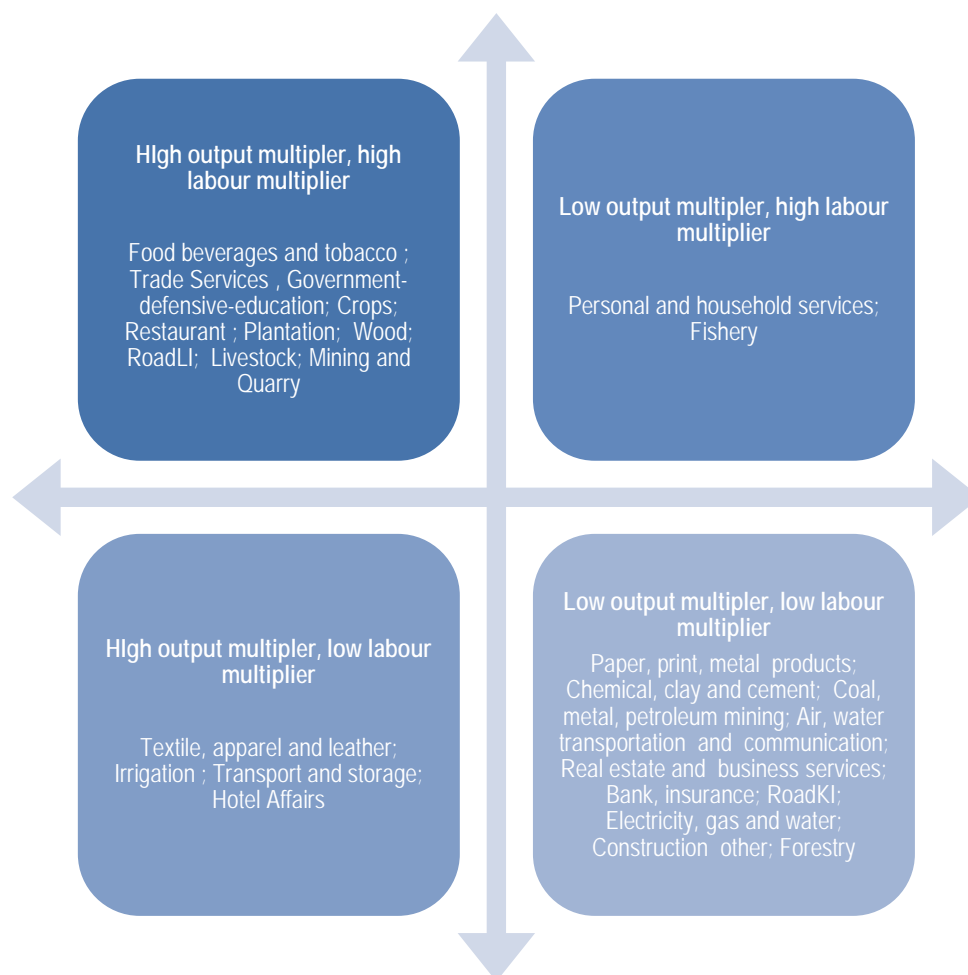 HIgh output multipler, high
labour multiplier
Food beverages and tobacco ;
Trade Services , Government-
defensive-education; Crops;
Restaurant ; Plantation; Wood;
RoadLI; Livestock; Mining and
Quarry
Low output multipler, high labour
multiplier
Personal and household services;
Fishery
HIgh output multipler, low labour
multiplier
Textile, apparel and leather;
Irrigation ; Transport and storage;
Hotel Affairs
Low output multipler, low labour
multiplier
Paper, print, metal products;
Chemical, clay and cement; Coal,
metal, petroleum mining; Air, water
transportation and communication;
Real estate and business services;
Bank, insurance; RoadKI;
Electricity, gas and water;
Construction other; Forestry